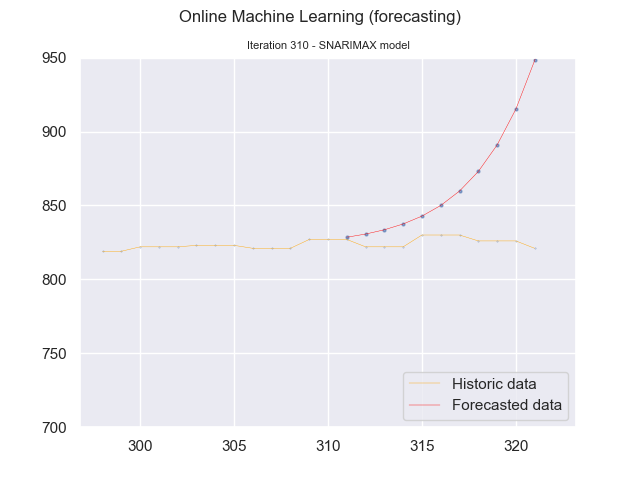 Online Machine Learning (forecasting)
Iteration 310 - SNARIMAX model
950
900
850
800
750
700
300
305
310
315
320
Historic data
Forecasted data